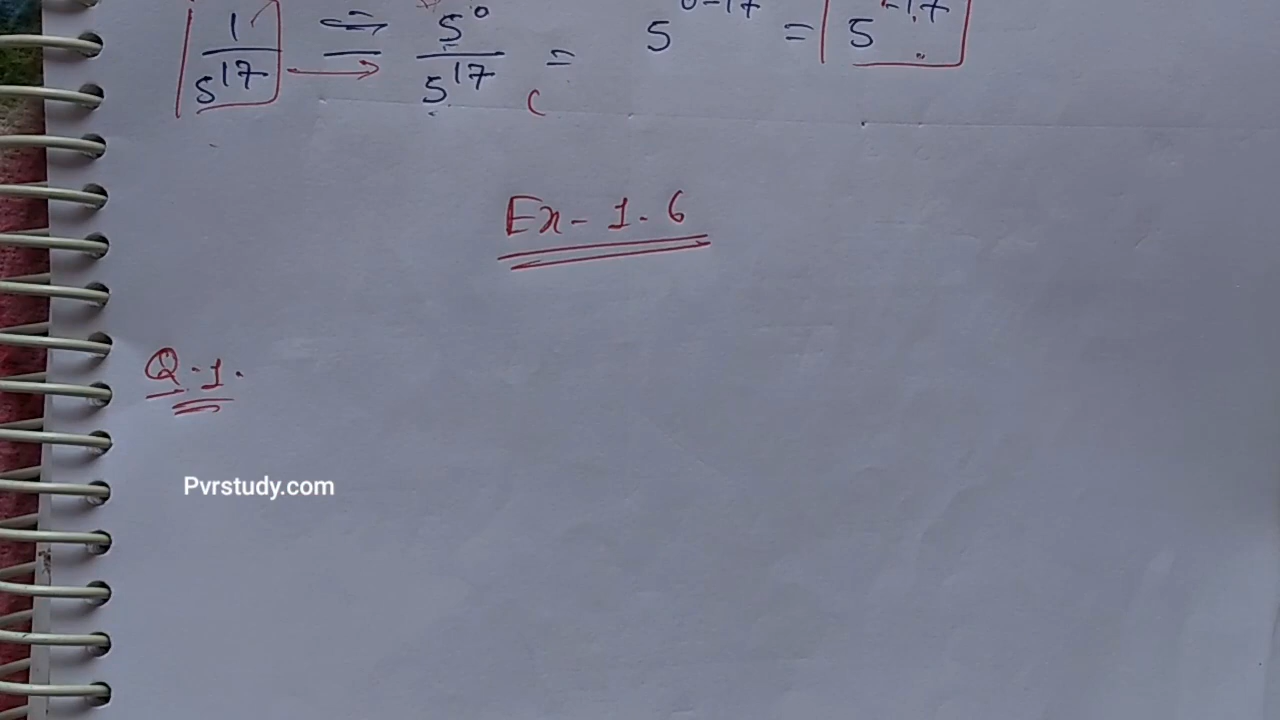 1/5^17 = 5^0/5^17 = 5^0-17 = 5^-17
Ex-1.6
Q.1.
Pvrstudy.com